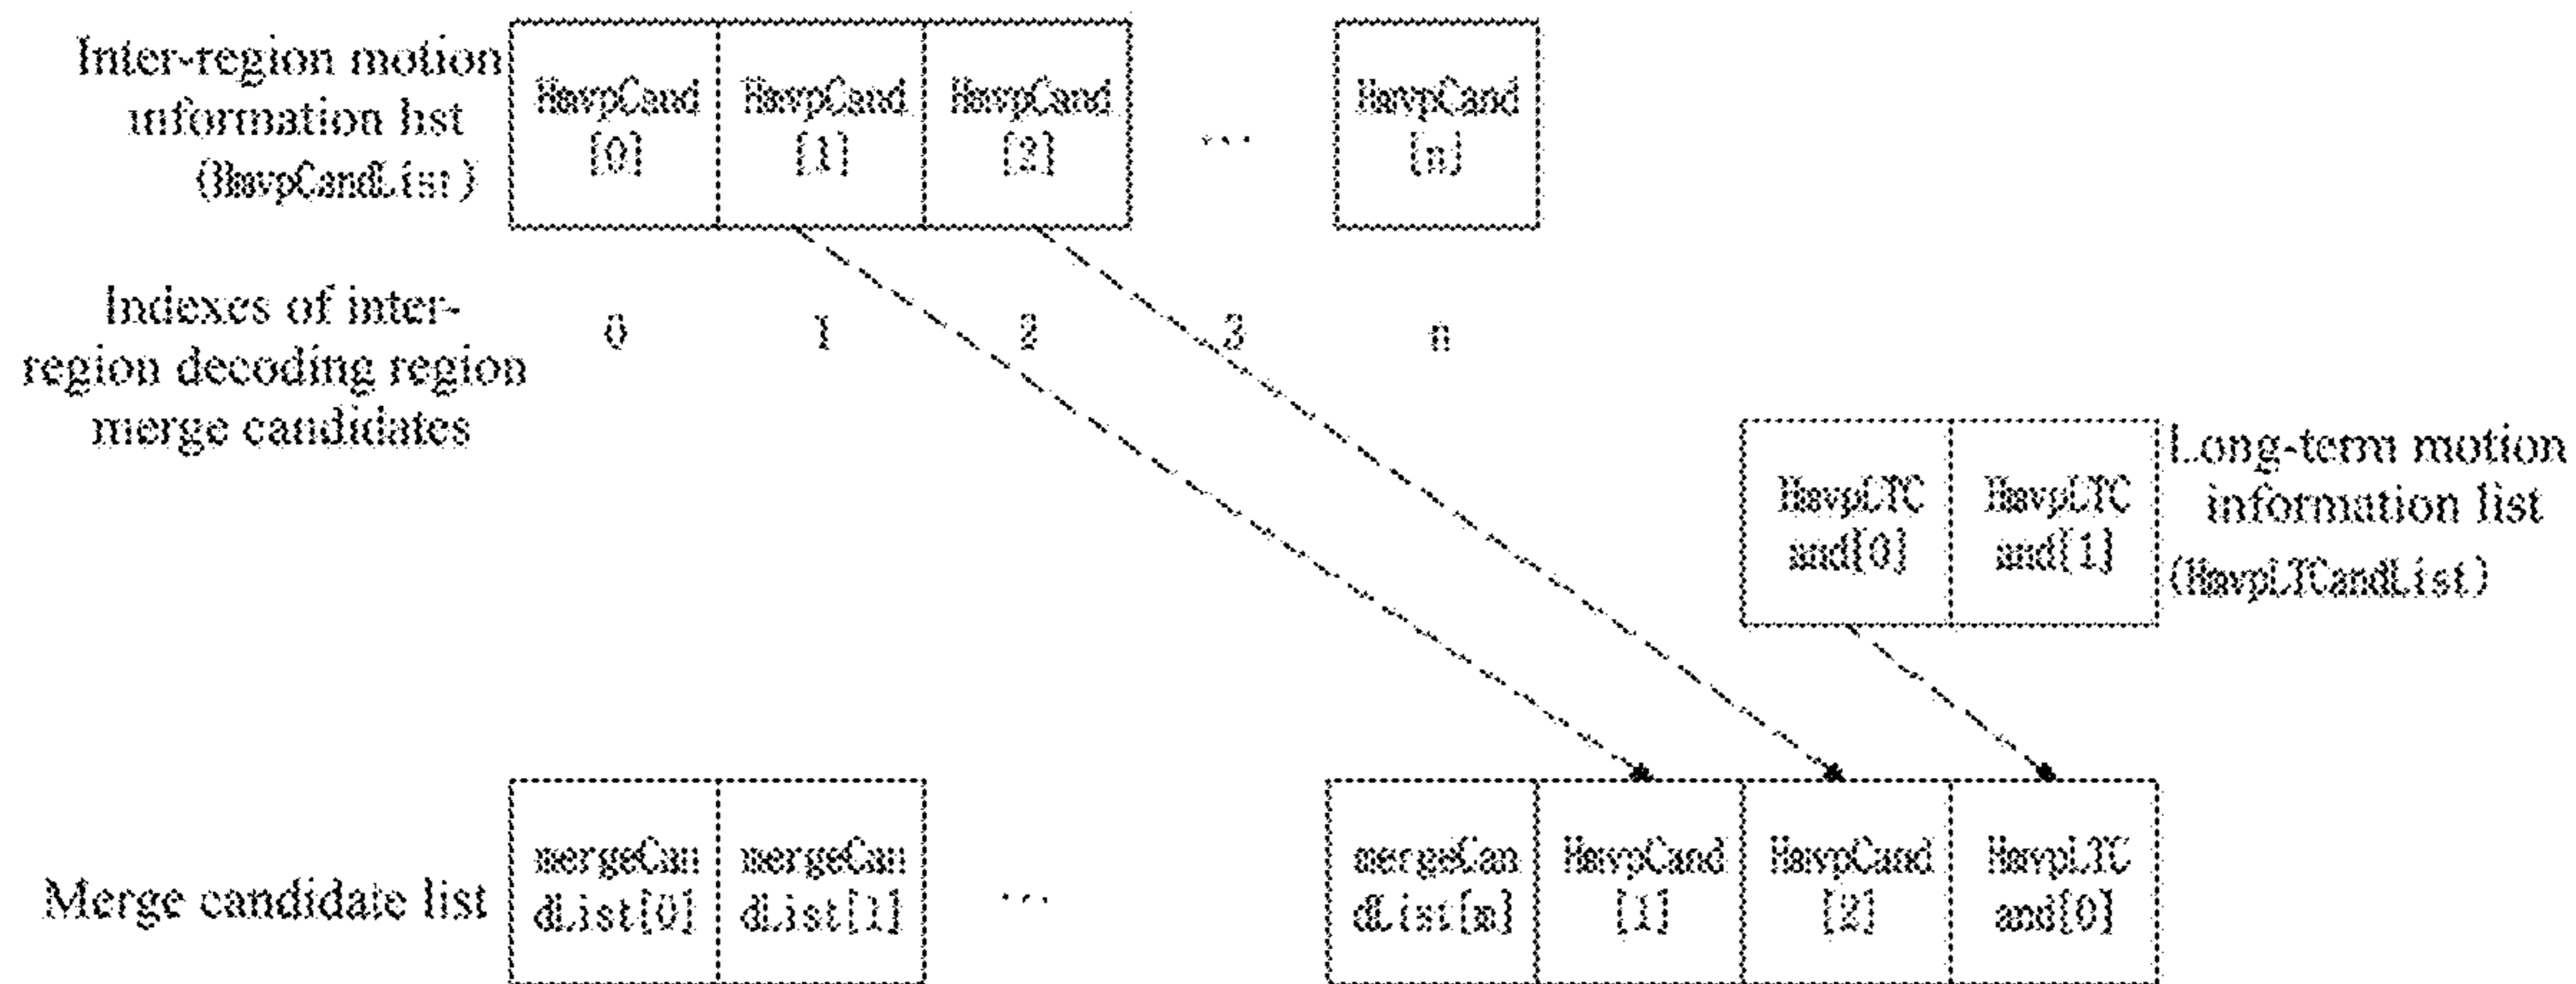 Inter-region motion
information list
(HmvpCandList)
HmvpCand
[0]
HmvpCand
[1]
HmvpCand
[2]
...
HmvpCand
[n]
Indexes of inter-
region decoding region
merge candidates
0
1
2
3
n
HmvpLTC
and[0]
HmvpLTC
and[1]
Long-term motion
information list
(HmvpLTCandList)
Merge candidate list
mergeCan
dList[0]
mergeCan
dList[1]
...
mergeCan
dList[m]
HmvpCand
[1]
HmvpCand
[2]
HmvpLTC
and[0]